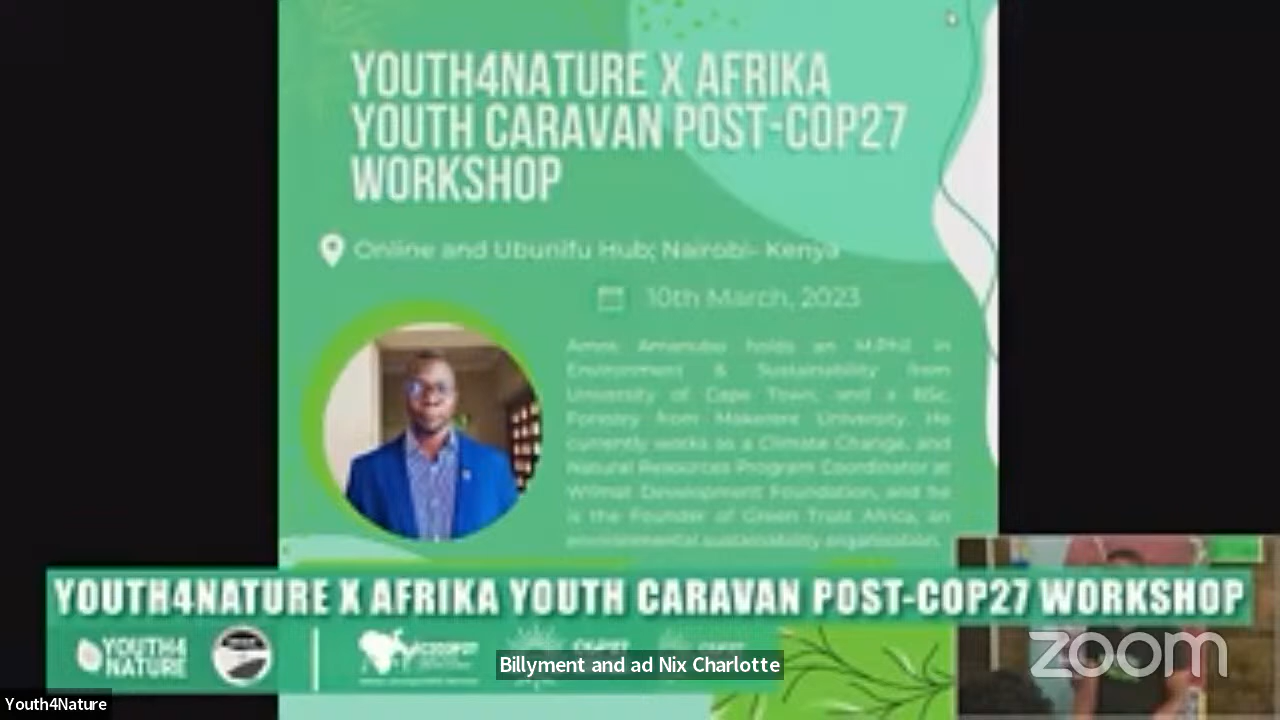 YOUTH4NATURE X AFRIKA
YOUTH CARAVAN POST-COP27
WORKSHOP
Online and Ubunifu Hub; Nairobi- Kenya
10th March, 2023
holds an M.Phil. in
Environment & Sustainability from
University of Cape Town, and a BSc.
Forestry from Makerere University. He
currently works as a Climate Change, and
Natural Resources Program Coordinator at
Development Foundation, and he
is the Founder of Green Trust Africa, an
environmental sustainability organisation.
YOUTH4NATURE X AFRIKA YOUTH CARAVAN POST-COP27 WORKSHOP
YOUTH4
NATURE
Billyment and ad Nix Charlotte
zoom
Youth4Nature